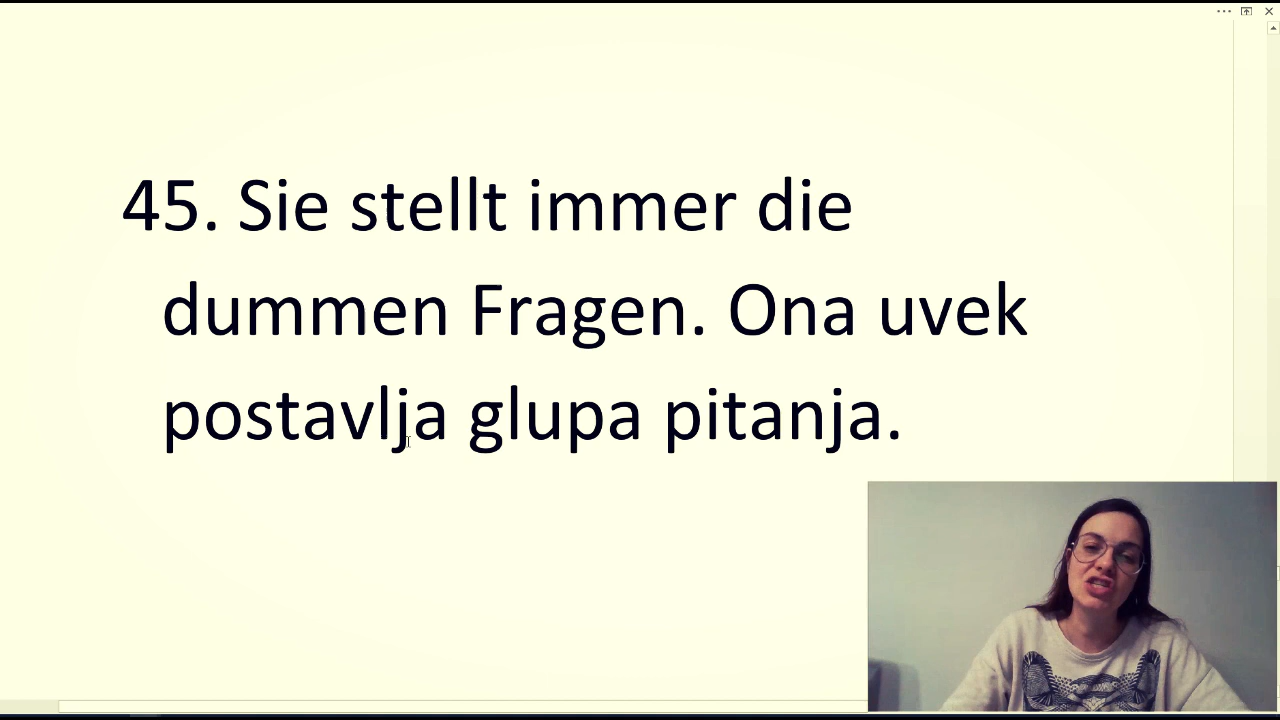 45. Sie stellt immer die
dummen Fragen. Ona uvek
postavlja glupa pitanja.